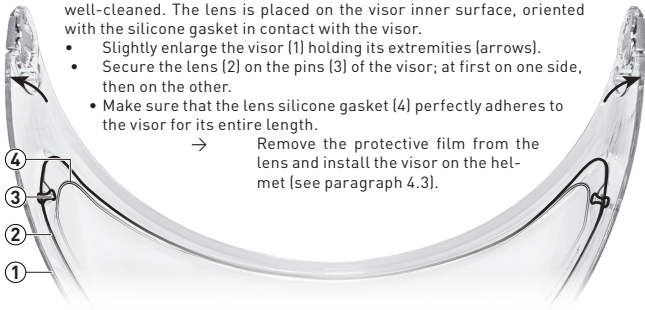 well-cleaned. The lens is placed on the visor inner surface, oriented
with the silicone gasket in contact with the visor.
• Slightly enlarge the visor (1) holding its extremities (arrows).
• Secure the lens (2) on the pins (3) of the visor; at first on one side,
then on the other.
• Make sure that the lens silicone gasket (4) perfectly adheres to
the visor for its entire length.
→ Remove the protective film from the
lens and install the visor on the hel-
met (see paragraph 4.3).
4
3
2
1